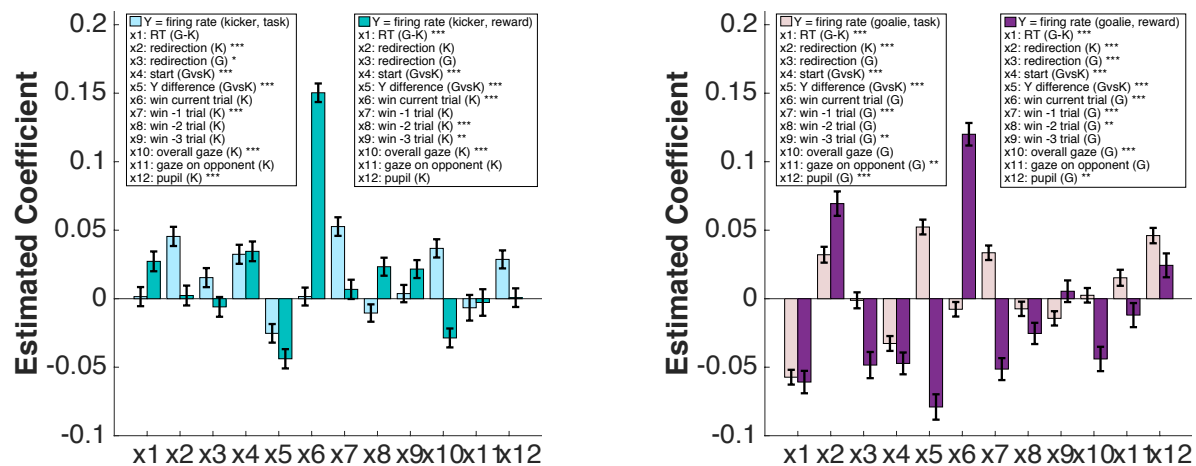 Estimated Coefficient
0.2
0.15
0.1
0.05
0
-0.05
-0.1
Y = firing rate (kicker, task)
x1: RT (G-K)
x2: redirection (K) ***
x3: redirection (G) *
x4: start (GvsK) ***
x5: Y difference (GvsK) ***
x6: win current trial (K)
x7: win -1 trial (K) ***
x8: win -2 trial (K)
x9: win -3 trial (K)
x10: overall gaze (K) ***
x11: gaze on opponent (K)
x12: pupil (K) ***
Y = firing rate (kicker, reward)
x1: RT (G-K) ***
x2: redirection (K)
x3: redirection (G)
x4: start (GvsK) ***
x5: Y difference (GvsK) ***
x6: win current trial (K) ***
x7: win -1 trial (K)
x8: win -2 trial (K) ***
x9: win -3 trial (K) **
x10: overall gaze (K) ***
x11: gaze on opponent (K)
x12: pupil (K)
x1 x2 x3 x4 x5 x6 x7 x8 x9 x10 x11 x12
Estimated Coefficient
0.2
0.15
0.1
0.05
0
-0.05
-0.1
Y = firing rate (goalie, task)
x1: RT (G-K) ***
x2: redirection (K) ***
x3: redirection (G)
x4: start (GvsK) ***
x5: Y difference (GvsK) ***
x6: win current trial (G)
x7: win -1 trial (G) ***
x8: win -2 trial (G)
x9: win -3 trial (G) **
x10: overall gaze (G)
x11: gaze on opponent (G) **
x12: pupil (G) ***
Y = firing rate (goalie, reward)
x1: RT (G-K) ***
x2: redirection (K) ***
x3: redirection (G) ***
x4: start (GvsK) ***
x5: Y difference (GvsK) ***
x6: win current trial (G) ***
x7: win -1 trial (G) ***
x8: win -2 trial (G) **
x9: win -3 trial (G)
x10: overall gaze (G) ***
x11: gaze on opponent (G)
x12: pupil (G) **
x1 x2 x3 x4 x5 x6 x7 x8 x9 x10 x11 x12